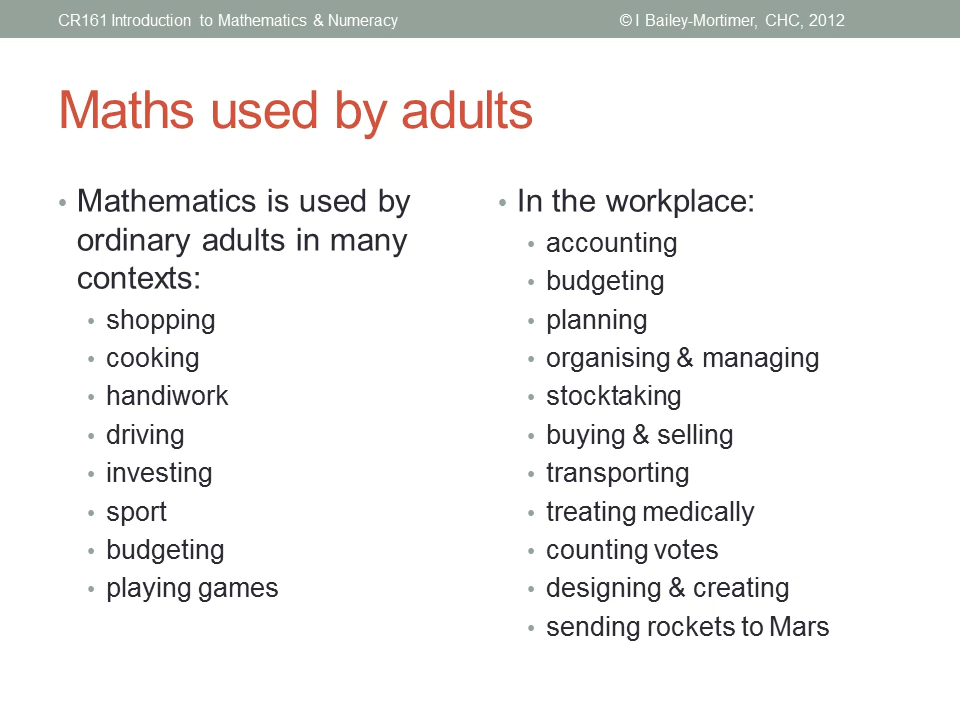 CR161 Introduction to Mathematics & Numeracy
© I Bailey-Mortimer, CHC, 2012
Maths used by adults
• Mathematics is used by
ordinary adults in many
contexts:
• shopping
• cooking
• handiwork
• driving
• investing
• sport
• budgeting
• playing games
• In the workplace:
• accounting
• budgeting
• planning
• organising & managing
• stocktaking
• buying & selling
• transporting
• treating medically
• counting votes
• designing & creating
• sending rockets to Mars